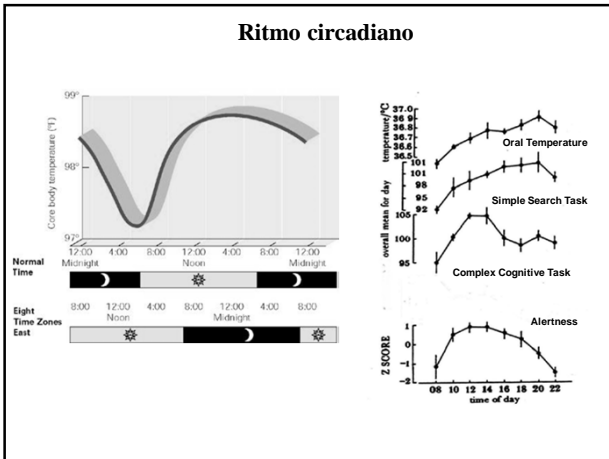 Ritmo circadiano
99°
98°
97°
Core body temperature (°F)
12:00 4:00 8:00 12:00 4:00 8:00 12:00
Midnight Noon Midnight
Normal
Time
8:00 12:00 4:00 8:00 12:00 4:00 8:00
Noon Midnight
Eight
Time Zones
East
37.0
36.9
36.8
36.7
36.6
36.5
temperature/°C
Oral Temperature
101
101
98
95
92
Simple Search Task
overall mean for day
105
100
95
Complex Cognitive Task
Alertness
1
0
-1
-2
Z SCORE
08 10 12 14 16 18 20 22
time of day